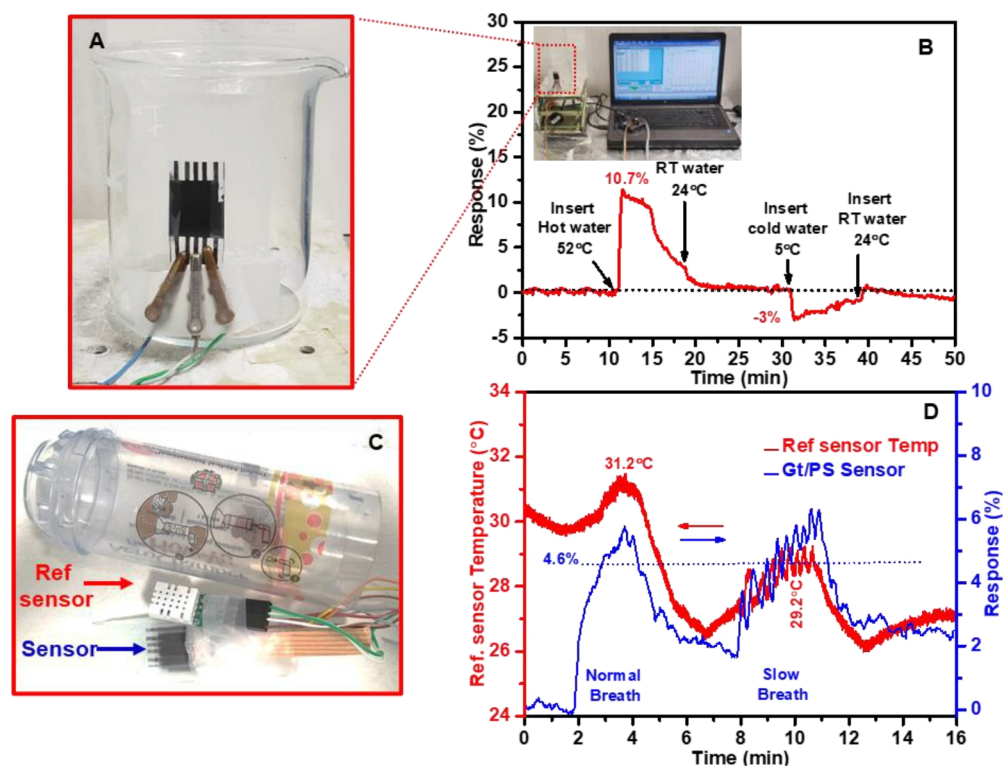 A
B
30
25
20
15
10
5
0
-5
Response (%)
10.7%
Insert
Hot water
52°C
RT water
24°C
Insert
cold water
5°C
Insert
RT water
24°C
-3%
0 5 10 15 20 25 30 35 40 45 50
Time (min)
C
Ref
sensor
Sensor
D
34
32
30
28
26
24
Ref. sensor Temperature (°C)
Ref sensor Temp
Gt/PS Sensor
31.2°C
4.6%
29.2°C
Normal
Breath
Slow
Breath
10
8
6
4
2
0
Response (%)
0 2 4 6 8 10 12 14 16
Time (min)